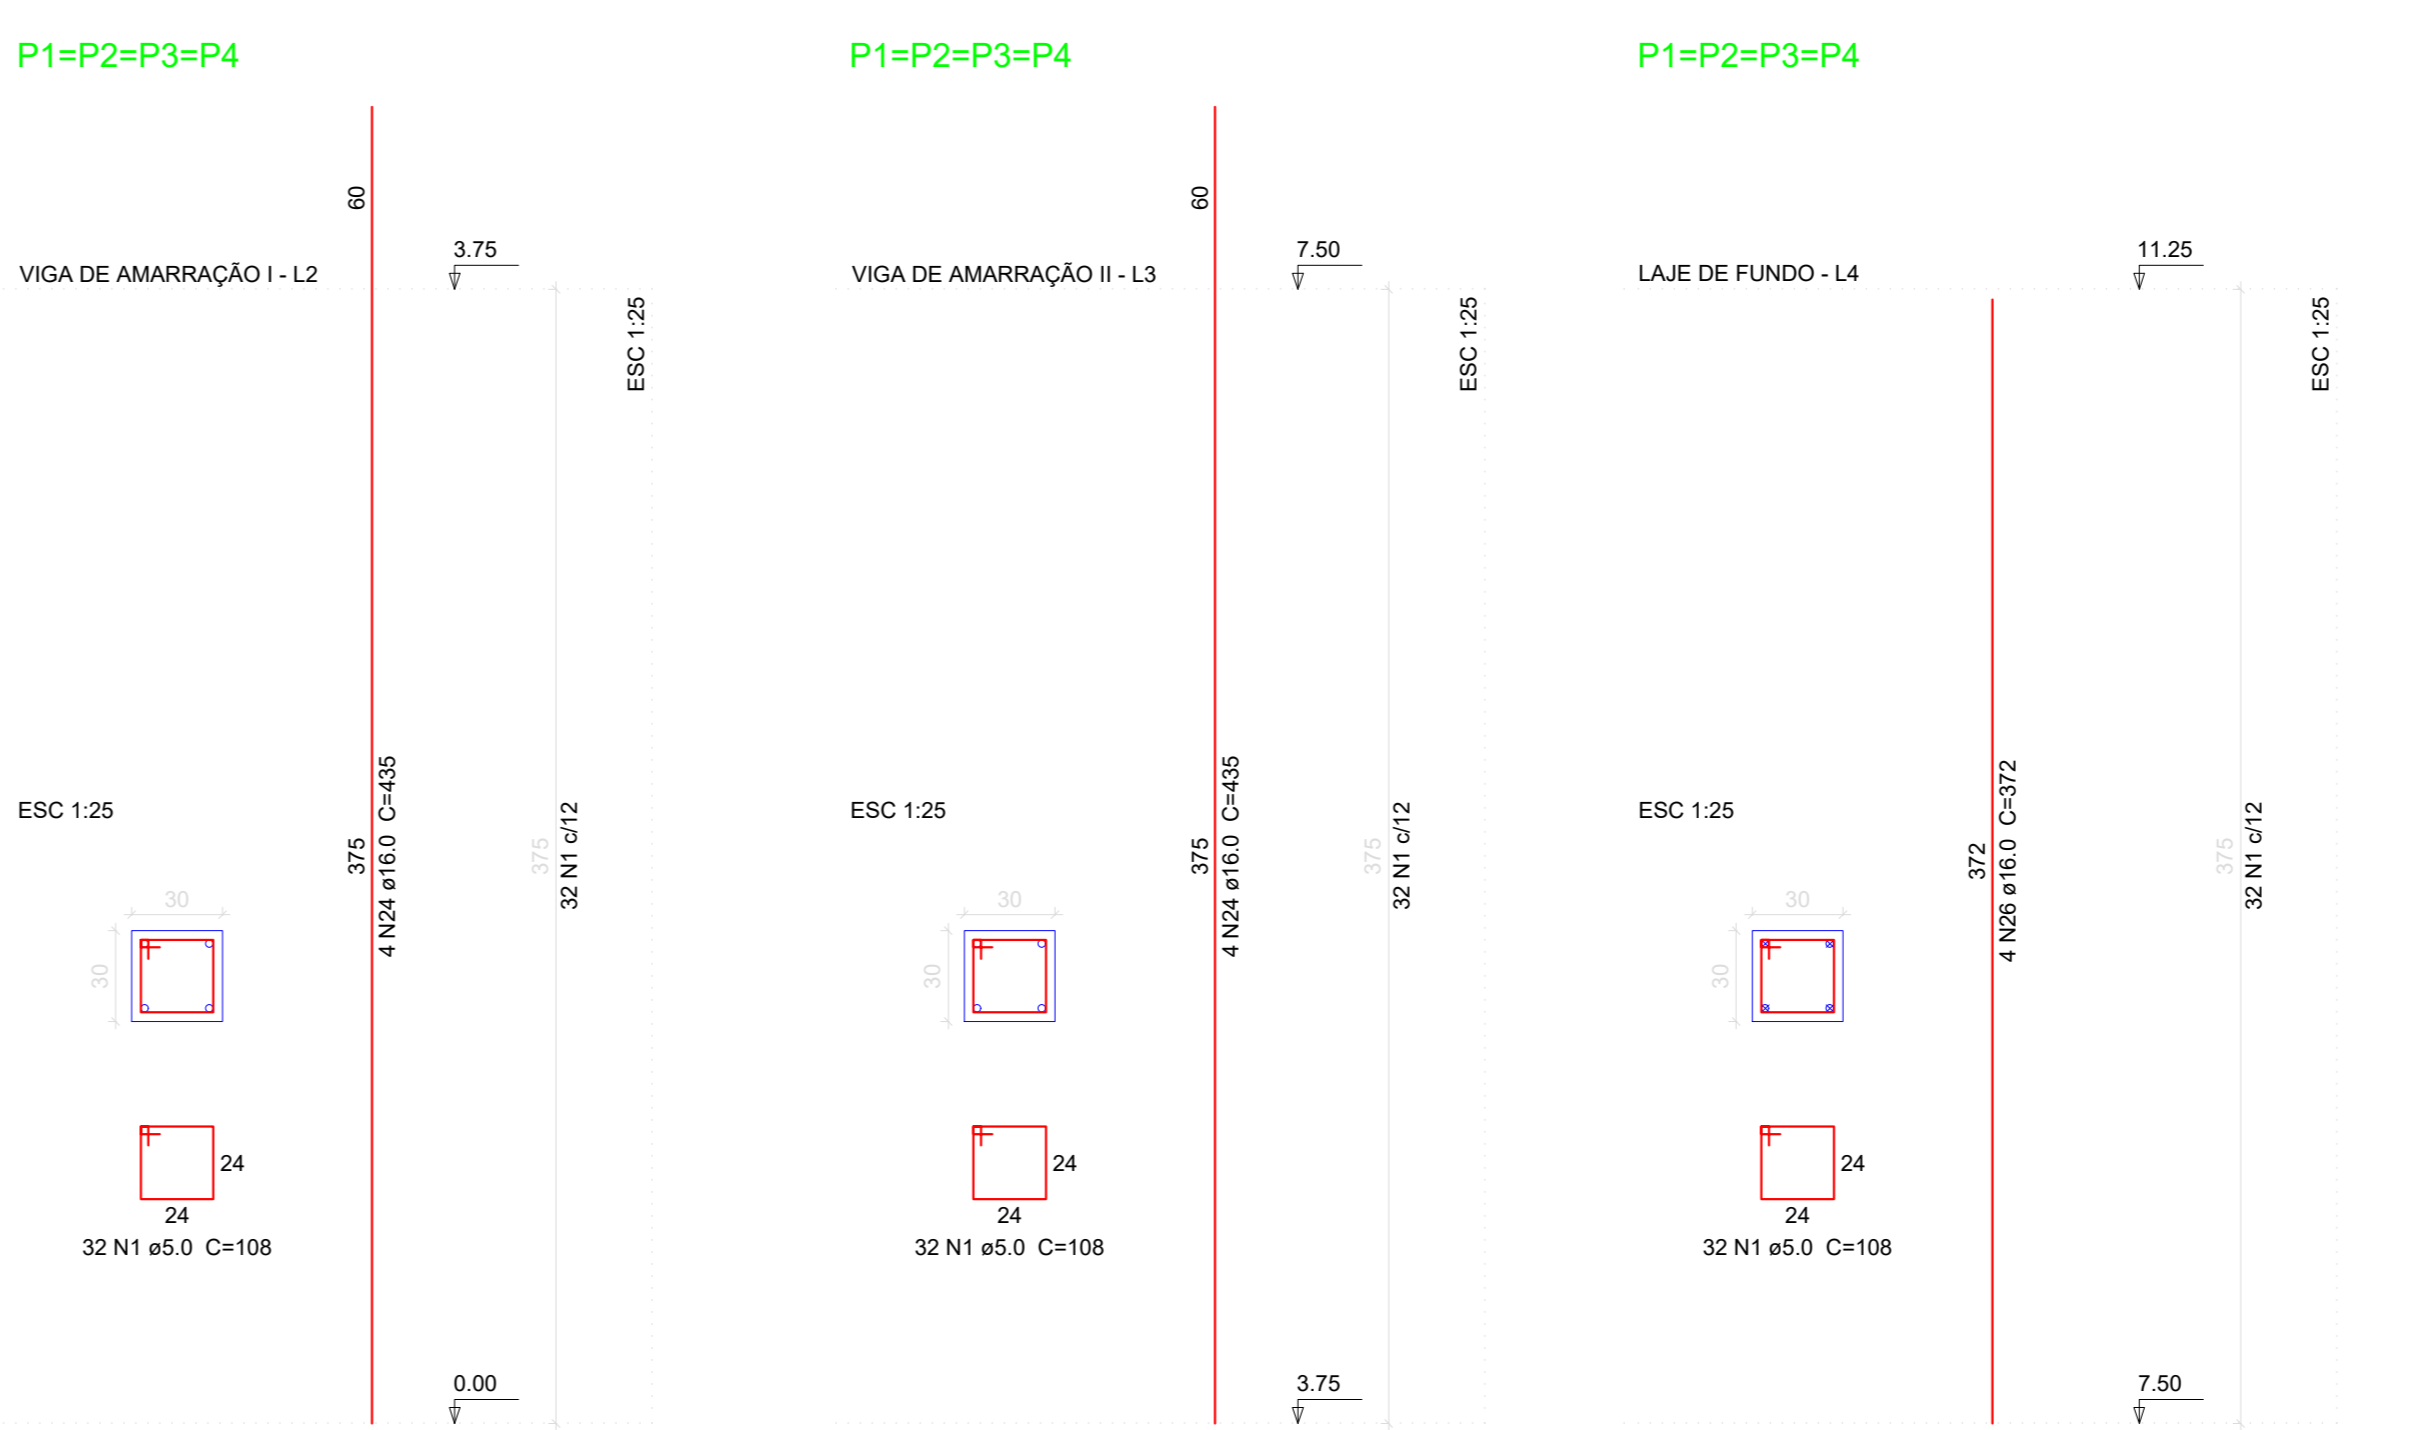 P1=P2=P3=P4
60
3.75
VIGA DE AMARRAÇÃO I - L2
ESC 1:25
ESC 1:25
375
4 N24 ø16.0 C=435
375
32 N1 c/12
30
30
24
24
32 N1 ø5.0 C=108
0.00
P1=P2=P3=P4
60
7.50
VIGA DE AMARRAÇÃO II - L3
ESC 1:25
ESC 1:25
375
4 N24 ø16.0 C=435
375
32 N1 c/12
30
30
24
24
32 N1 ø5.0 C=108
3.75
P1=P2=P3=P4
11.25
LAJE DE FUNDO - L4
ESC 1:25
ESC 1:25
372
4 N26 ø16.0 C=372
375
32 N1 c/12
30
30
24
24
32 N1 ø5.0 C=108
7.50